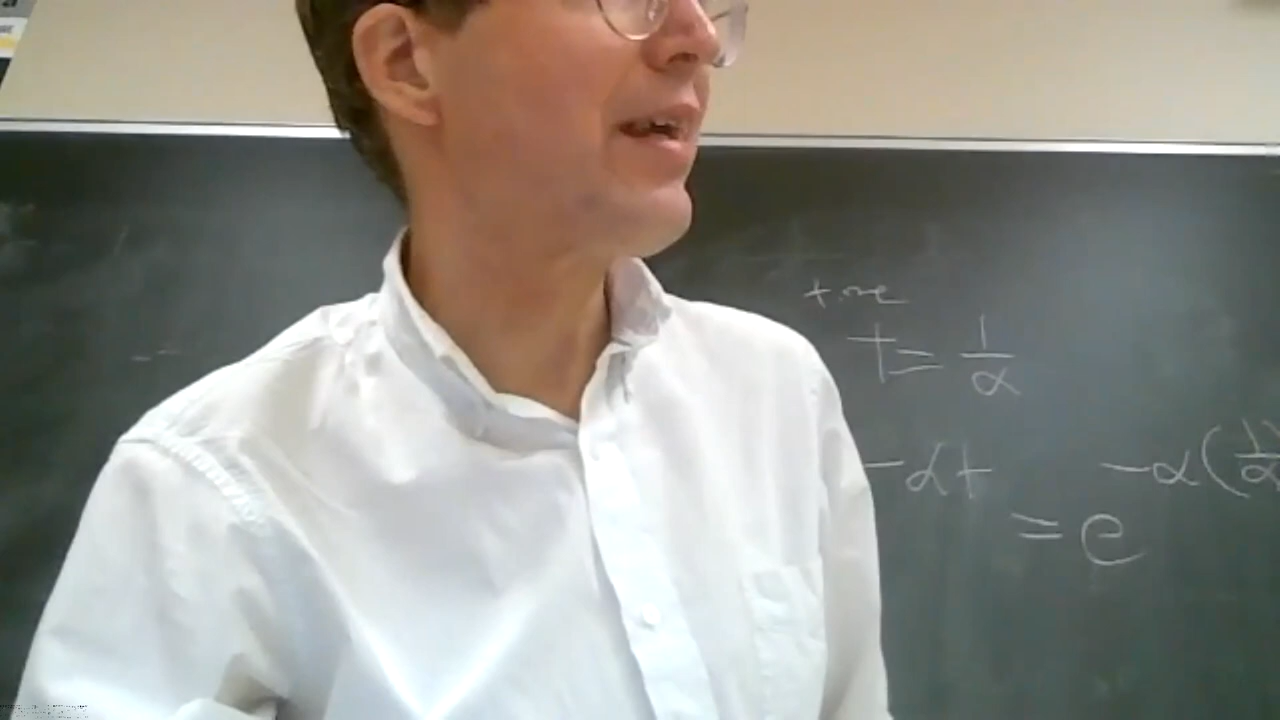 time
t = 1/α
-αt -α(1/α)
= e